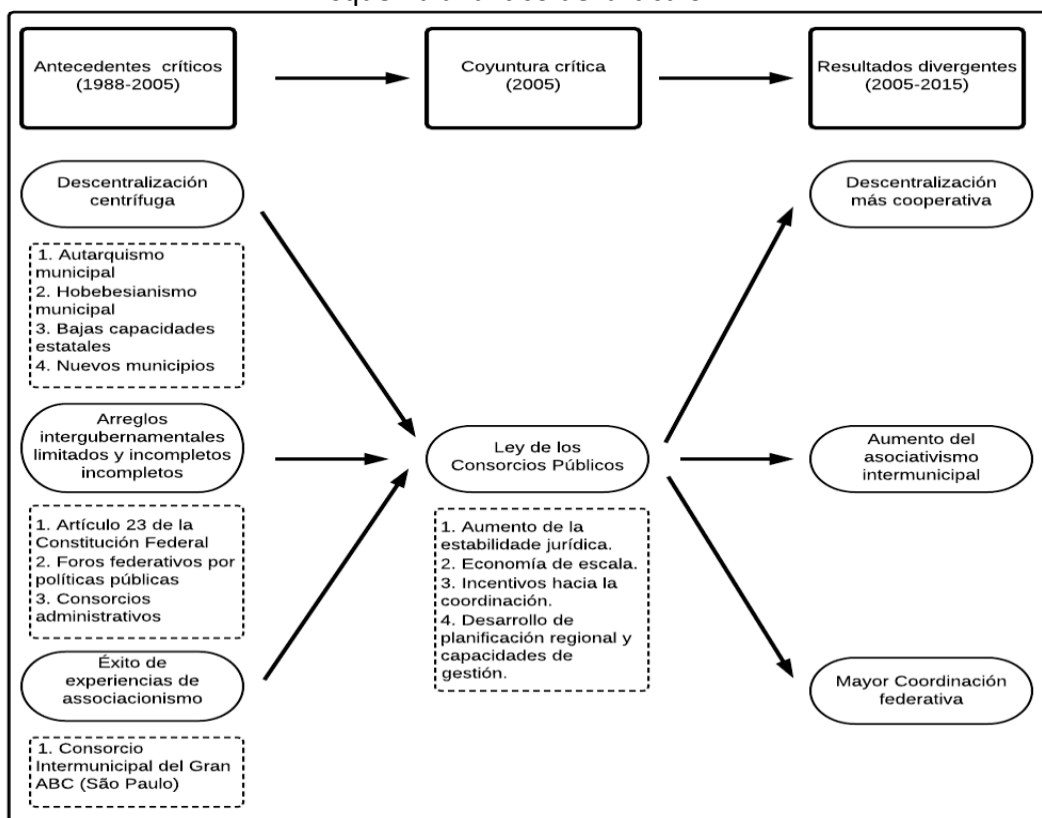 Antecedentes críticos
(1988-2005)
Coyuntura crítica
(2005)
Resultados divergentes
(2005-2015)
Descentralización
centrífuga
1. Autarquismo
municipal
2. Hobebesianismo
municipal
3. Bajas capacidades
estatales
4. Nuevos municipios
Arreglos
intergubernamentales
limitados y incompletos
incompletos
1. Artículo 23 de la
Constitución Federal
2. Foros federativos por
políticas públicas
3. Consorcios
administrativos
Éxito de
experiencias de
associacionismo
1. Consorcio
Intermunicipal del Gran
ABC (São Paulo)
Ley de los
Consorcios Públicos
1. Aumento de la
estabilidade jurídica.
2. Economía de escala.
3. Incentivos hacia la
coordinación.
4. Desarrollo de
planificación regional y
capacidades de
gestión.
Descentralización
más cooperativa
Aumento del
asociativismo
intermunicipal
Mayor Coordinación
federativa